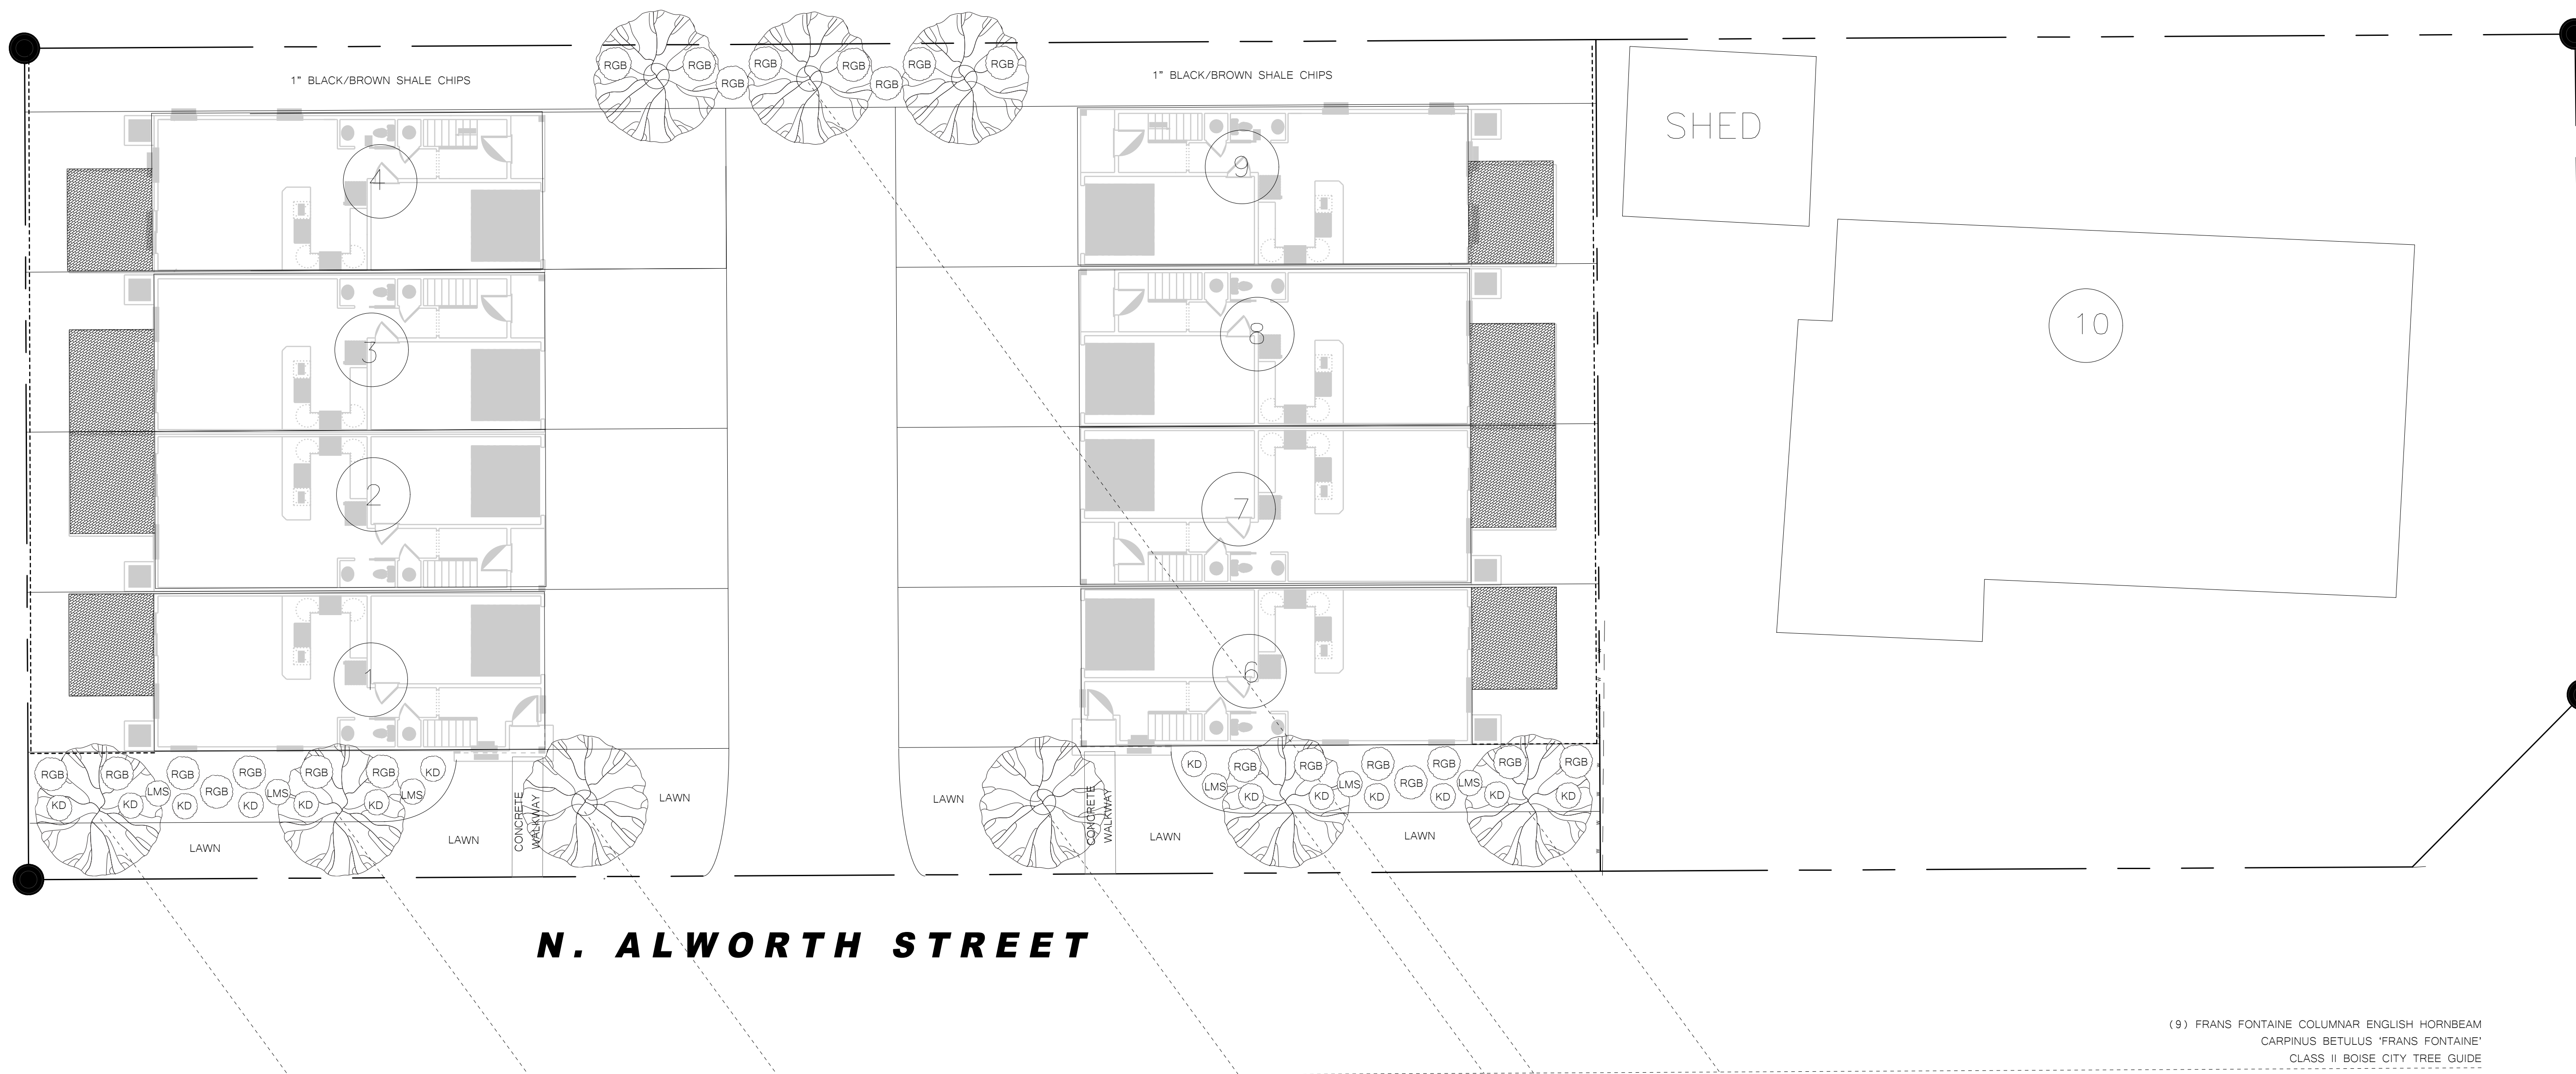 1" BLACK/BROWN SHALE CHIPS
RGB RGB RGB RGB RGB RGB
RGB RGB
1" BLACK/BROWN SHALE CHIPS
SHED
4
9
10
3
8
2
7
1
6
RGB RGB RGB RGB RGB RGB KD
LMS RGB LMS LMS
KD KD KD KD KD KD
KD RGB RGB RGB RGB RGB RGB
LMS LMS RGB LMS
KD KD KD KD KD KD
LAWN
LAWN
CONCRETE
WALKWAY
LAWN
LAWN
CONCRETE
WALKWAY
LAWN
LAWN
N. ALWORTH STREET
(9) FRANS FONTAINE COLUMNAR ENGLISH HORNBEAM
CARPINUS BETULUS 'FRANS FONTAINE'
CLASS II BOISE CITY TREE GUIDE